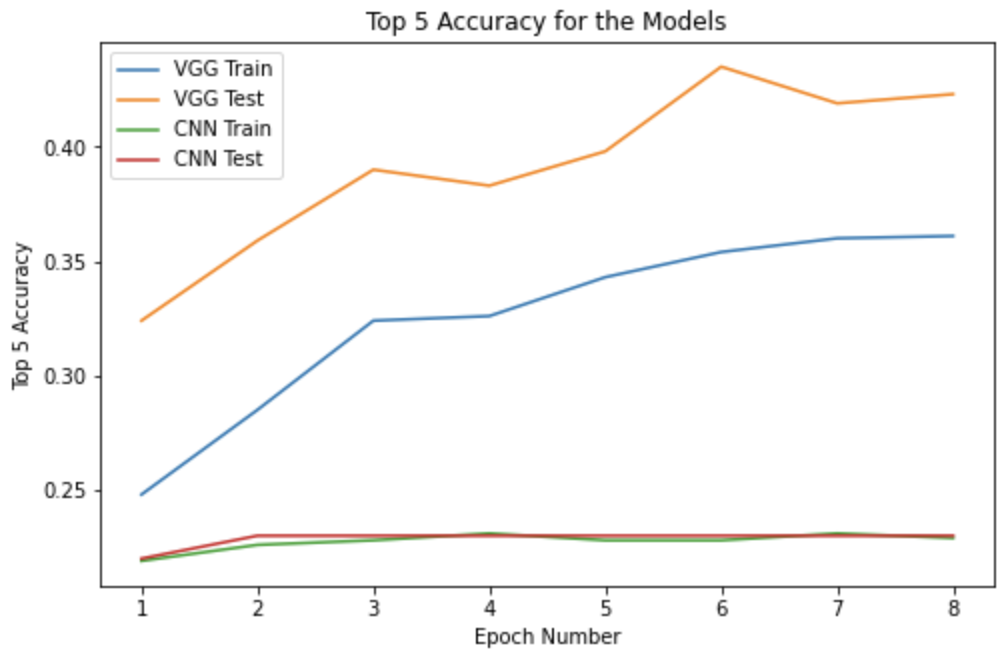 Top 5 Accuracy for the Models
VGG Train
VGG Test
CNN Train
CNN Test
0.40
0.35
0.30
0.25
Top 5 Accuracy
1 2 3 4 5 6 7 8
Epoch Number